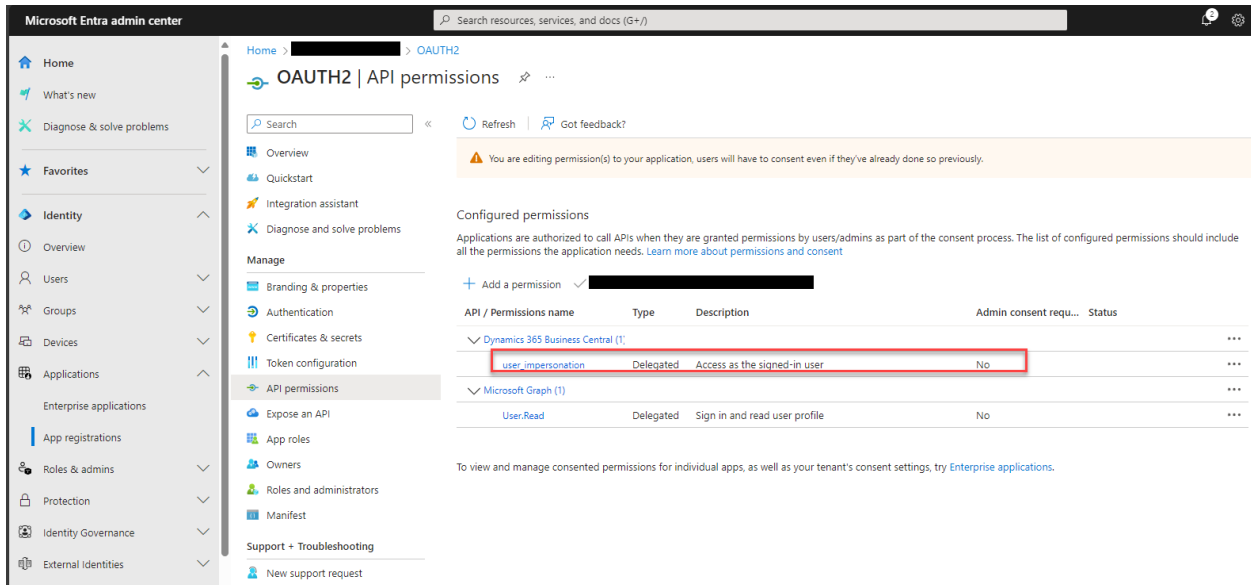 Microsoft Entra admin center
Search resources, services, and docs (G+/)
2
Home
What's new
Diagnose & solve problems
Favorites
Identity
Overview
Users
Groups
Devices
Applications
Enterprise applications
App registrations
Roles & admins
Protection
Identity Governance
External Identities
Home > > OAUTH2
OAUTH2 | API permissions ...
Search «
Overview
Quickstart
Integration assistant
Diagnose and solve problems
Manage
Branding & properties
Authentication
Certificates & secrets
Token configuration
API permissions
Expose an API
App roles
Owners
Roles and administrators
Manifest
Support + Troubleshooting
New support request
Refresh | Got feedback?
You are editing permission(s) to your application, users will have to consent even if they've already done so previously.
Configured permissions
Applications are authorized to call APIs when they are granted permissions by users/admins as part of the consent process. The list of configured permissions should include
all the permissions the application needs. Learn more about permissions and consent
+ Add a permission
API / Permissions name Type Description Admin consent requ... Status
Dynamics 365 Business Central (1) ...
user_impersonation Delegated Access as the signed-in user No ...
Microsoft Graph (1) ...
User.Read Delegated Sign in and read user profile No ...
To view and manage consented permissions for individual apps, as well as your tenant's consent settings, try Enterprise applications.